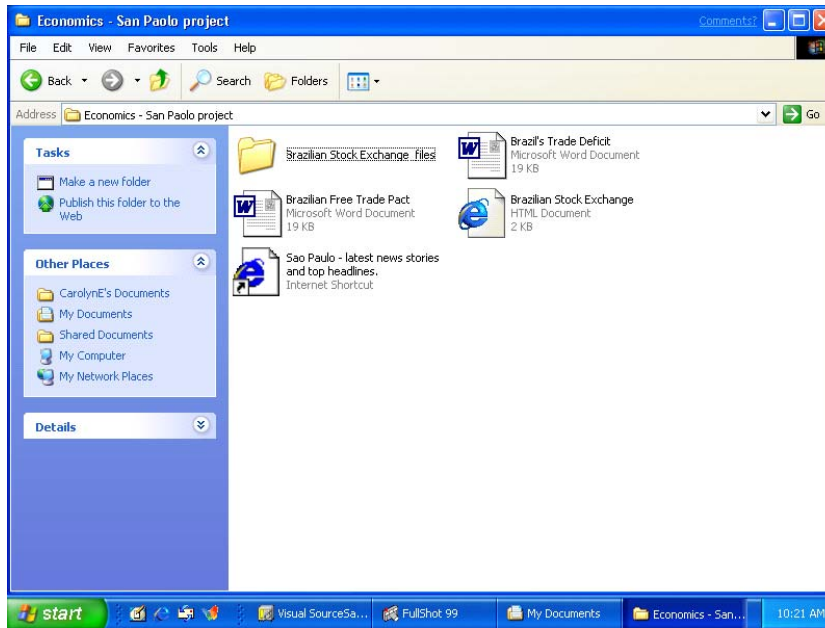 Economics - San Paolo project
Comments?
File Edit View Favorites Tools Help
Back Search Folders
Address Economics - San Paolo project Go
Tasks
Make a new folder
Publish this folder to the
Web
Other Places
CarolynE's Documents
My Documents
Shared Documents
My Computer
My Network Places
Details
Brazilian Stock Exchange_files
Brazil's Trade Deficit
Microsoft Word Document
19 KB
Brazilian Free Trade Pact
Microsoft Word Document
19 KB
Brazilian Stock Exchange
HTML Document
2 KB
Sao Paulo - latest news stories
and top headlines.
Internet Shortcut
start Visual SourceSa... FullShot 99 My Documents Economics - San... 10:21 AM